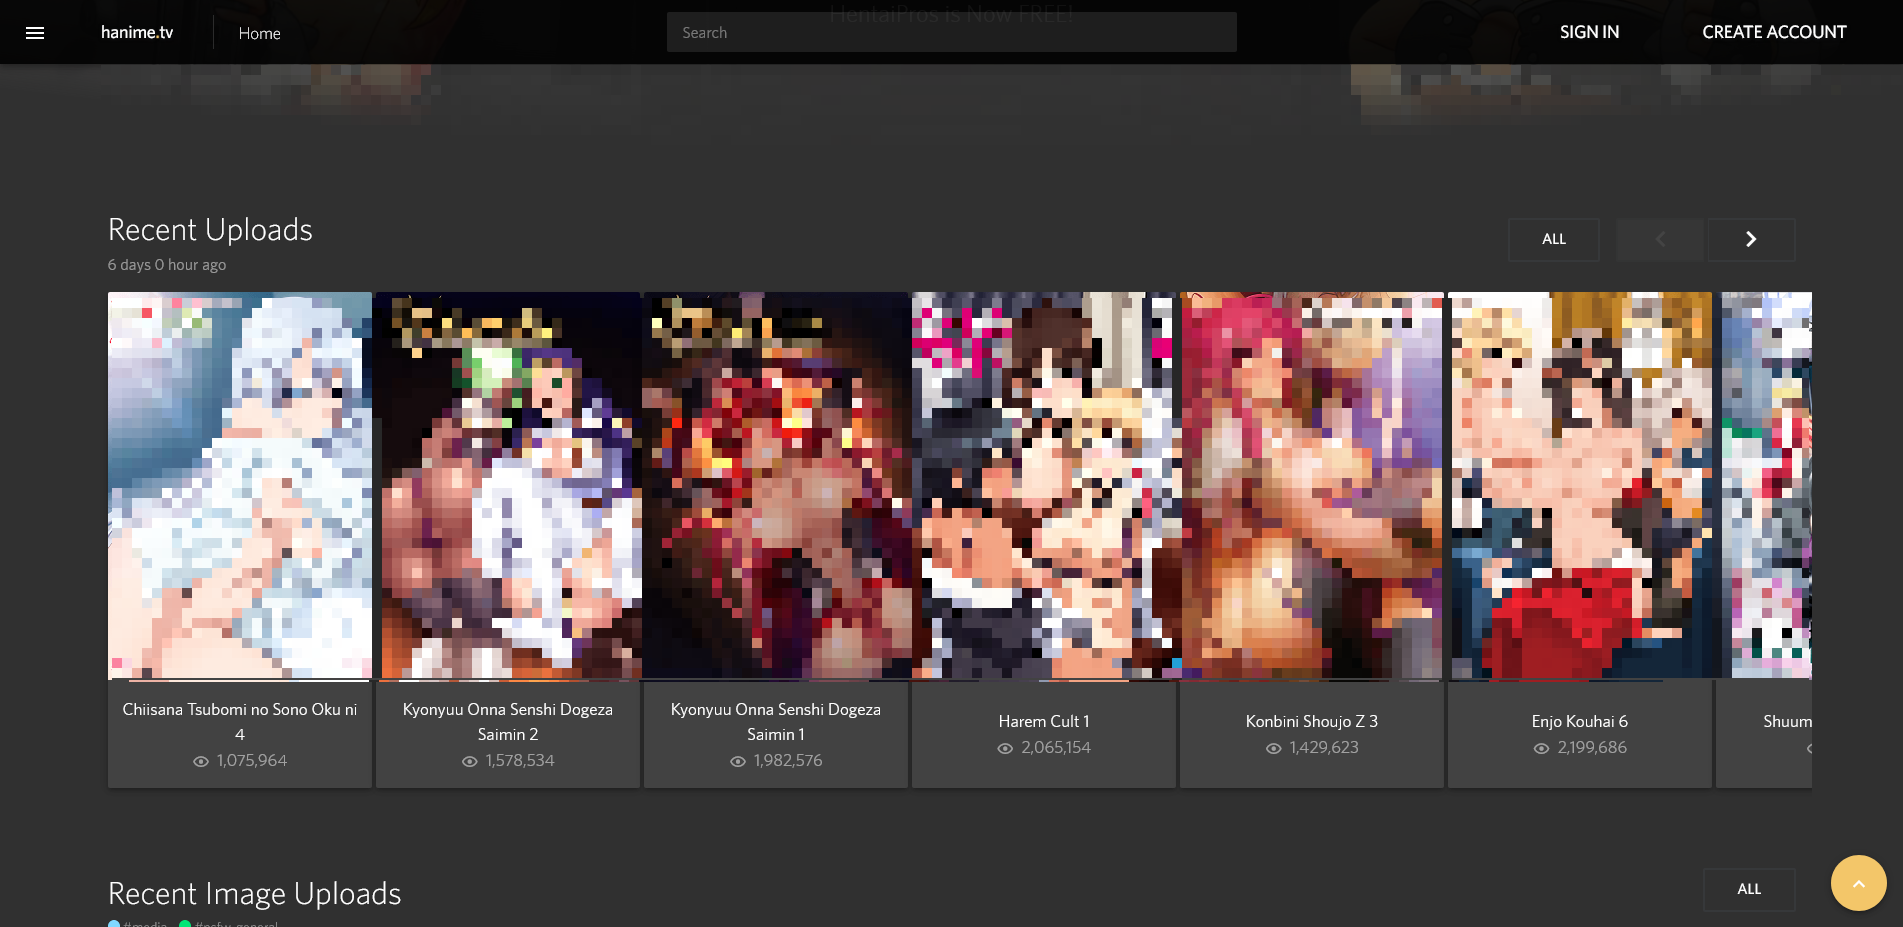 HentaiPros is Now FREE!
hanime.tv
Home
Search
SIGN IN
CREATE ACCOUNT
Recent Uploads
6 days 0 hour ago
ALL
Chiisana Tsubomi no Sono Oku ni
4
1,075,964
Kyonyuu Onna Senshi Dogeza
Saimin 2
1,578,534
Kyonyuu Onna Senshi Dogeza
Saimin 1
1,982,576
Harem Cult 1
2,065,154
Konbini Shoujo Z 3
1,429,623
Enjo Kouhai 6
2,199,686
Shuum
Recent Image Uploads
ALL
#media
#nsfw-general